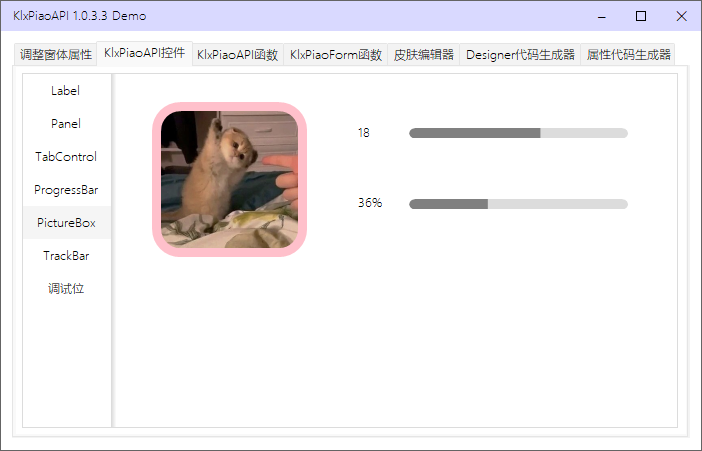 KlxPiaoAPI 1.0.3.3 Demo
调整窗体属性 KlxPiaoAPI控件 KlxPiaoAPI函数 KlxPiaoForm函数 皮肤编辑器 Designer代码生成器 属性代码生成器
Label
Panel
TabControl
ProgressBar
PictureBox
TrackBar
调试位
18
36%